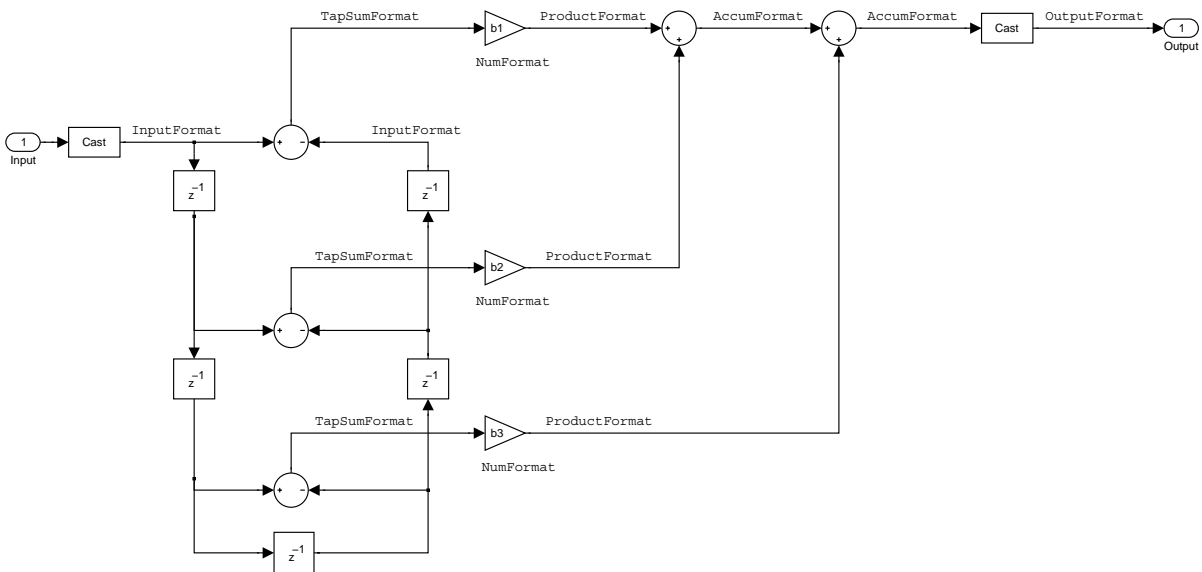 TapSumFormat
b1
ProductFormat
+
+
AccumFormat
+
+
AccumFormat
Cast
OutputFormat
1
Output
NumFormat
1
Input
Cast
InputFormat
+
−
InputFormat
z−1
z−1
TapSumFormat
b2
ProductFormat
NumFormat
+
−
z−1
z−1
TapSumFormat
b3
ProductFormat
NumFormat
+
−
z−1